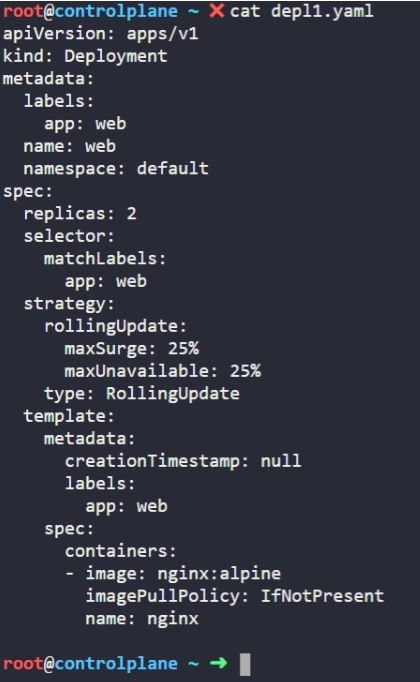 root@controlplane ~ ✖ cat depl1.yaml
apiVersion: apps/v1
kind: Deployment
metadata:
  labels:
    app: web
  name: web
  namespace: default
spec:
  replicas: 2
  selector:
    matchLabels:
      app: web
  strategy:
    rollingUpdate:
      maxSurge: 25%
      maxUnavailable: 25%
    type: RollingUpdate
  template:
    metadata:
      creationTimestamp: null
      labels:
        app: web
    spec:
      containers:
      - image: nginx:alpine
        imagePullPolicy: IfNotPresent
        name: nginx
root@controlplane ~ ➜